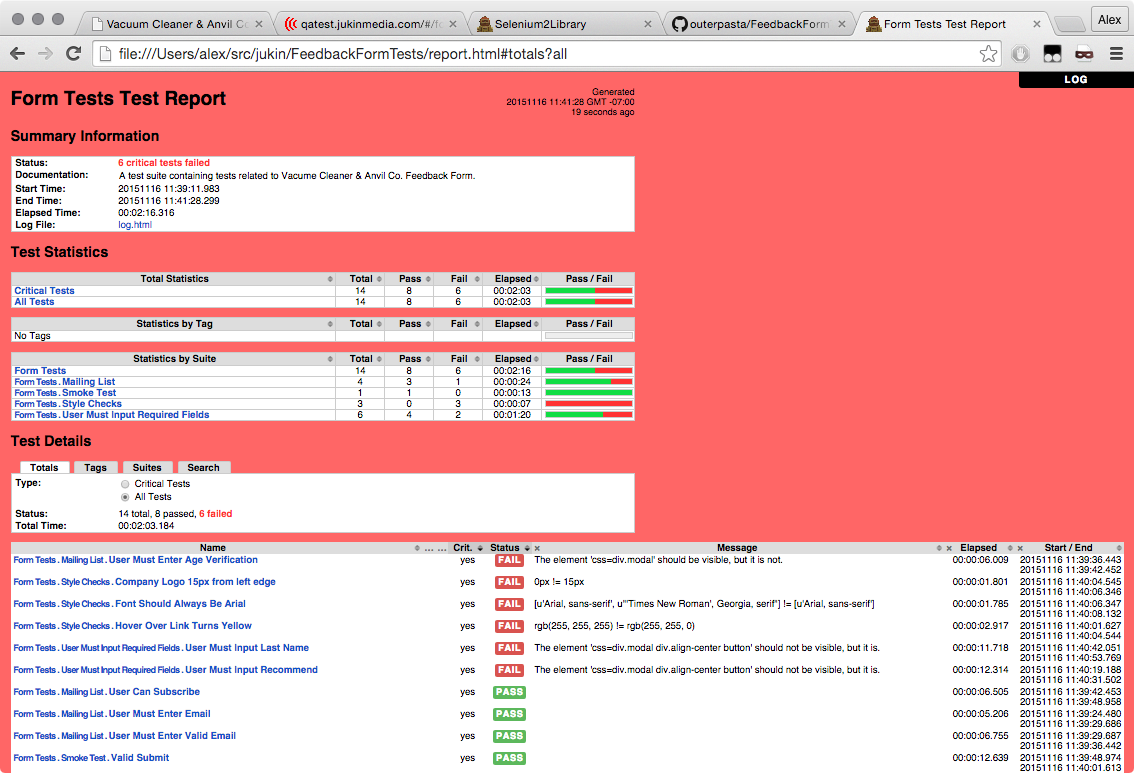 Vacuum Cleaner & Anvil Co
qatest.jukinmedia.com/#/fo
Selenium2Library
outerpasta/FeedbackForm
Form Tests Test Report
Alex
file:///Users/alex/src/jukin/FeedbackFormTests/report.html#totals?all
LOG
Form Tests Test Report
Generated
20151116 11:41:28 GMT -07:00
19 seconds ago
Summary Information
Status: 6 critical tests failed
Documentation: A test suite containing tests related to Vacume Cleaner & Anvil Co. Feedback Form.
Start Time: 20151116 11:39:11.983
End Time: 20151116 11:41:28.299
Elapsed Time: 00:02:16.316
Log File: log.html
Test Statistics
Total Statistics Total Pass Fail Elapsed Pass / Fail
Critical Tests 14 8 6 00:02:03
All Tests 14 8 6 00:02:03
Statistics by Tag Total Pass Fail Elapsed Pass / Fail
No Tags
Statistics by Suite Total Pass Fail Elapsed Pass / Fail
Form Tests 14 8 6 00:02:16
Form Tests . Mailing List 4 3 1 00:00:24
Form Tests . Smoke Test 1 1 0 00:00:13
Form Tests . Style Checks 3 0 3 00:00:07
Form Tests . User Must Input Required Fields 6 4 2 00:01:20
Test Details
Totals Tags Suites Search
Type: Critical Tests
All Tests
Status: 14 total, 8 passed, 6 failed
Total Time: 00:02:03.184
Name ... ... Crit. Status × Message × Elapsed × Start / End
Form Tests . Mailing List . User Must Enter Age Verification yes FAIL The element 'css=div.modal' should be visible, but it is not. 00:00:06.009 20151116 11:39:36.443
20151116 11:39:42.452
Form Tests . Style Checks . Company Logo 15px from left edge yes FAIL 0px != 15px 00:00:01.801 20151116 11:40:04.545
20151116 11:40:06.346
Form Tests . Style Checks . Font Should Always Be Arial yes FAIL [u'Arial, sans-serif', u"'Times New Roman', Georgia, serif"] != [u'Arial, sans-serif'] 00:00:01.785 20151116 11:40:06.347
20151116 11:40:08.132
Form Tests . Style Checks . Hover Over Link Turns Yellow yes FAIL rgb(255, 255, 255) != rgb(255, 255, 0) 00:00:02.917 20151116 11:40:01.627
20151116 11:40:04.544
Form Tests . User Must Input Required Fields . User Must Input Last Name yes FAIL The element 'css=div.modal div.align-center button' should not be visible, but it is. 00:00:11.718 20151116 11:40:42.051
20151116 11:40:53.769
Form Tests . User Must Input Required Fields . User Must Input Recommend yes FAIL The element 'css=div.modal div.align-center button' should not be visible, but it is. 00:00:12.314 20151116 11:40:19.188
20151116 11:40:31.502
Form Tests . Mailing List . User Can Subscribe yes PASS 00:00:06.505 20151116 11:39:42.453
20151116 11:39:48.958
Form Tests . Mailing List . User Must Enter Email yes PASS 00:00:05.206 20151116 11:39:24.480
20151116 11:39:29.686
Form Tests . Mailing List . User Must Enter Valid Email yes PASS 00:00:06.755 20151116 11:39:29.687
20151116 11:39:36.442
Form Tests . Smoke Test . Valid Submit yes PASS 00:00:12.639 20151116 11:39:48.974
20151116 11:40:01.613